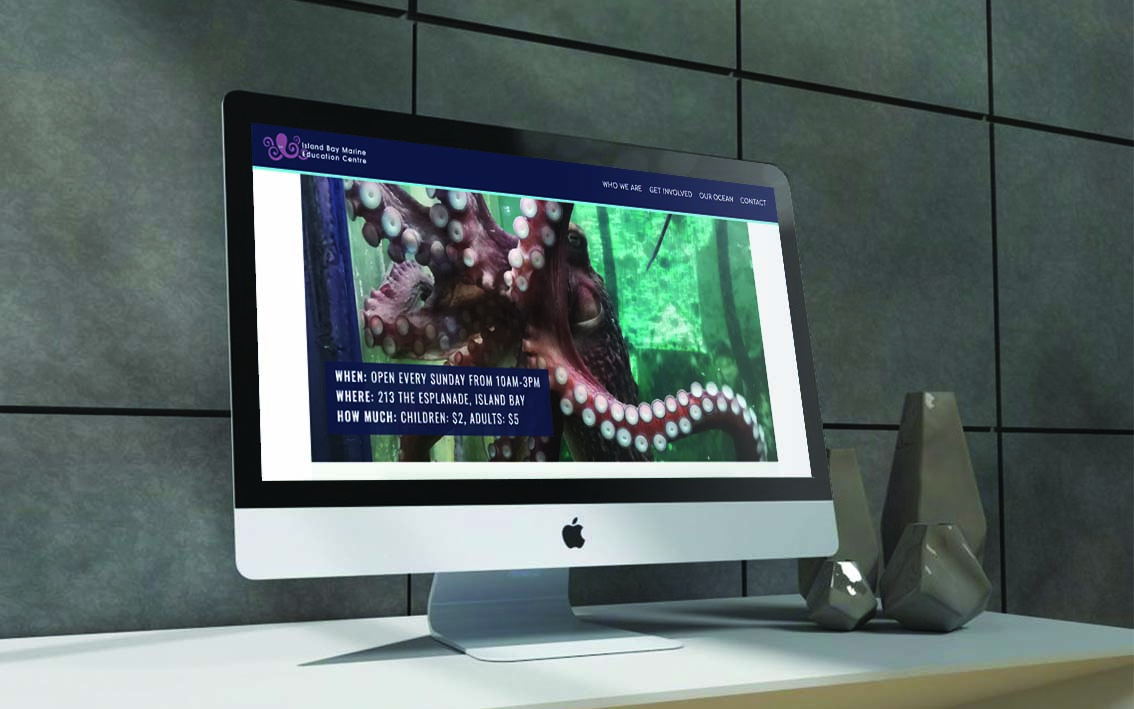 Island Bay Marine
Education Centre
WHO WE ARE GET INVOLVED OUR OCEAN CONTACT
WHEN: OPEN EVERY SUNDAY FROM 10AM-3PM
WHERE: 213 THE ESPLANADE, ISLAND BAY
HOW MUCH: CHILDREN: $2, ADULTS: $5